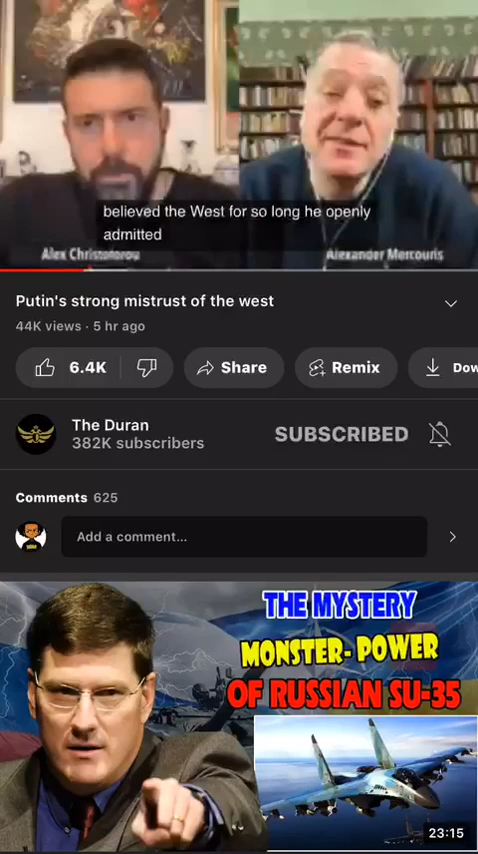 believed the West for so long he openly
admitted
Alex Christoforou
Alexander Mercouris
Putin's strong mistrust of the west
44K views · 5 hr ago
6.4K
Share
Remix
Dow
The Duran
382K subscribers
SUBSCRIBED
Comments 625
Add a comment...
THE MYSTERY
MONSTER- POWER
OF RUSSIAN SU-35
23:15